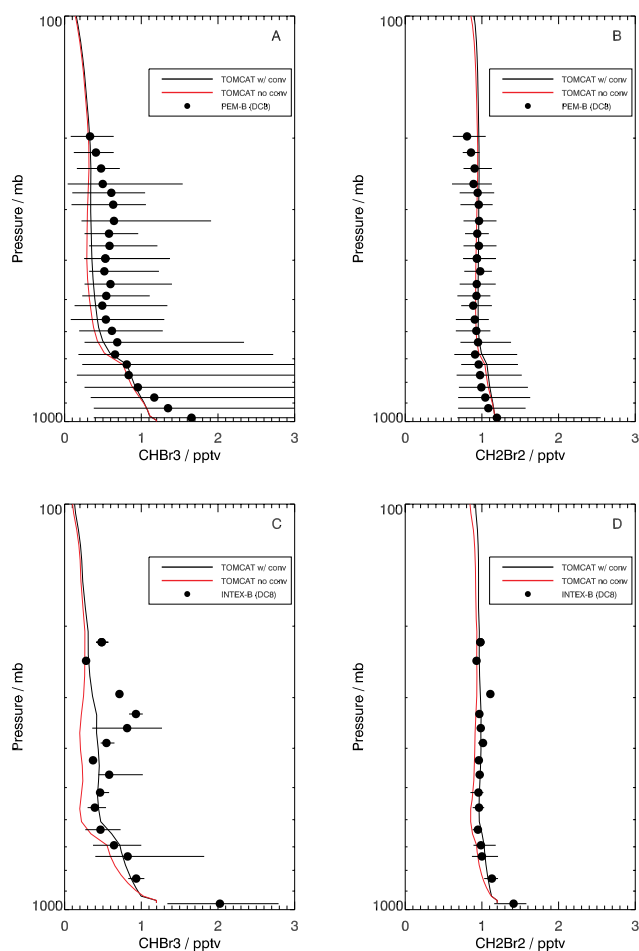 100
A
TOMCAT w/ conv
TOMCAT no conv
PEM-B (DC8)
Pressure / mb
1000
0 1 2 3
CHBr3 / pptv
100
B
TOMCAT w/ conv
TOMCAT no conv
PEM-B (DC8)
Pressure / mb
1000
0 1 2 3
CH2Br2 / pptv
100
C
TOMCAT w/ conv
TOMCAT no conv
INTEX-B (DC8)
Pressure / mb
1000
0 1 2 3
CHBr3 / pptv
100
D
TOMCAT w/ conv
TOMCAT no conv
INTEX-B (DC8)
Pressure / mb
1000
0 1 2 3
CH2Br2 / pptv